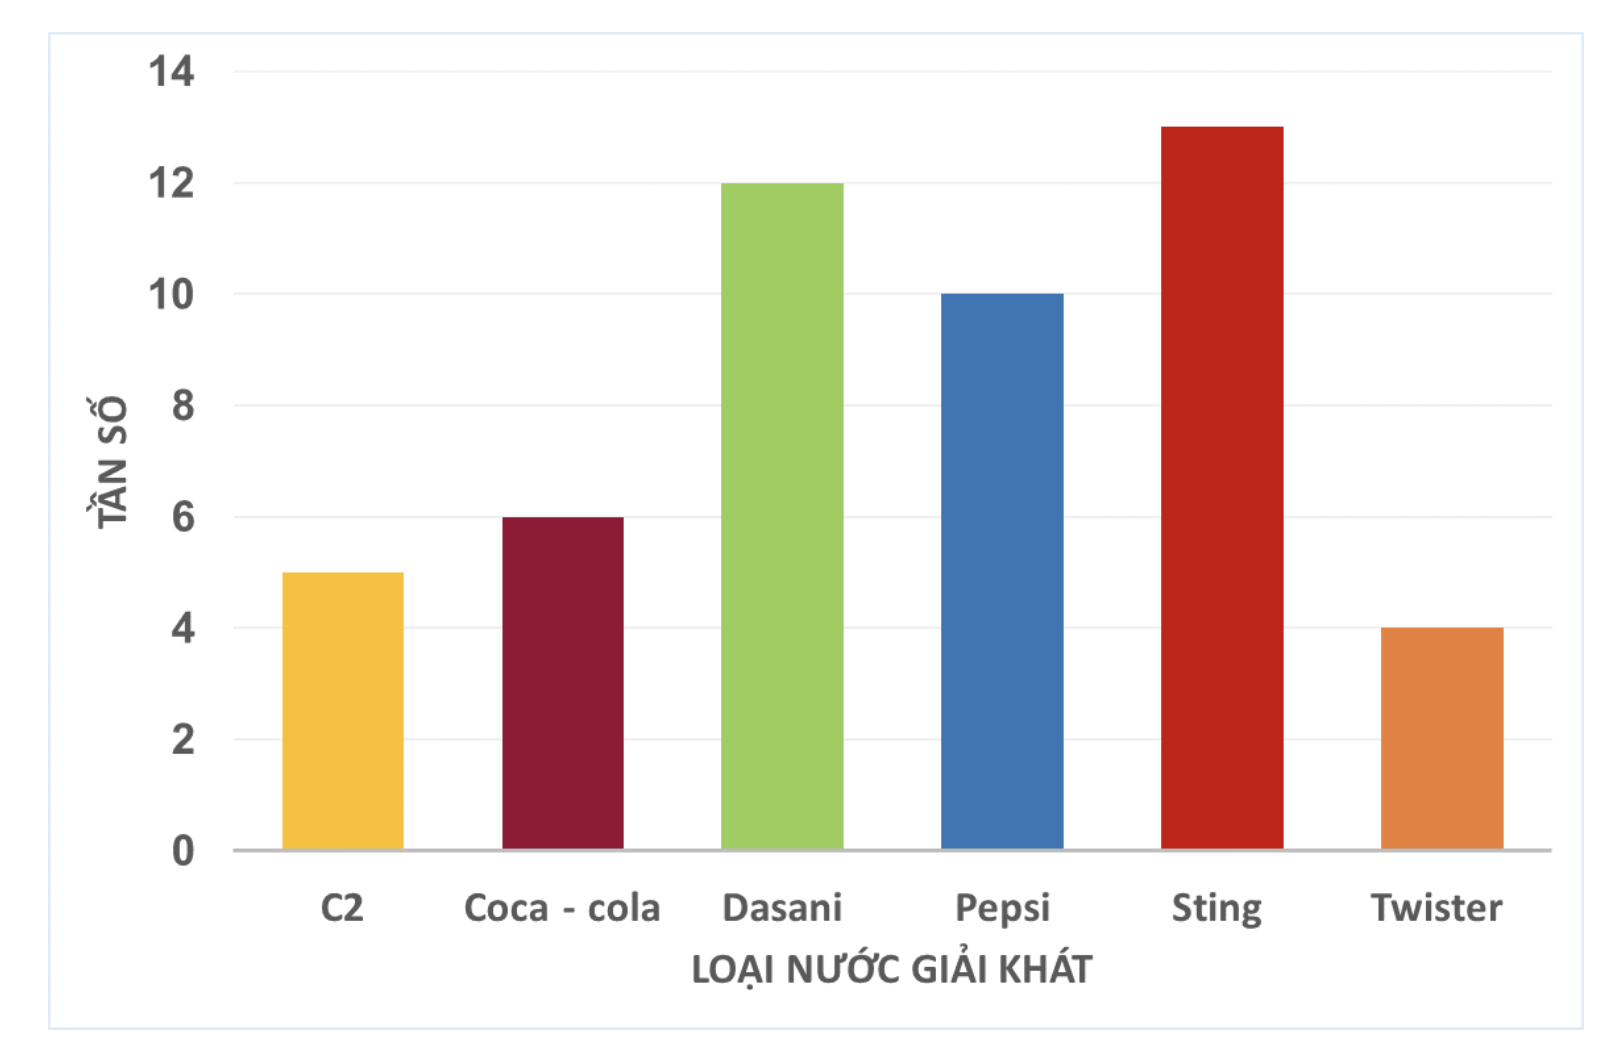 14
12
10
8
6
4
2
0
TẦN SỐ
C2 Coca - cola Dasani Pepsi Sting Twister
LOẠI NƯỚC GIẢI KHÁT